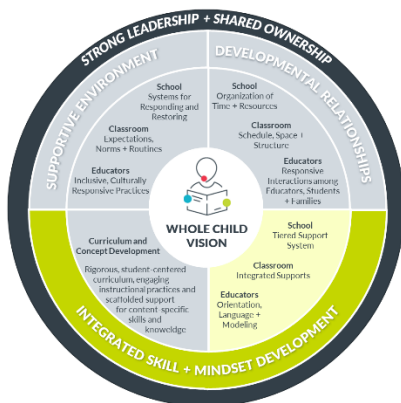 STRONG LEADERSHIP + SHARED OWNERSHIP
SUPPORTIVE ENVIRONMENT
School
Systems for
Responding and
Restoring
Classroom
Expectations,
Norms + Routines
Educators
Inclusive, Culturally
Responsive Practices
DEVELOPMENTAL RELATIONSHIPS
School
Organization of
Time + Resources
Classroom
Schedule, Space +
Structure
Educators
Responsive
Interactions among
Educators, Students
+ Families
WHOLE CHILD
VISION
Curriculum and
Concept Development
Rigorous, student-centered
curriculum, engaging
instructional practices and
scaffolded support
for content-specific
skills and
knoweldge
School
Tiered Support
System
Classroom
Integrated Supports
Educators
Orientation,
Language +
Modeling
INTEGRATED SKILL + MINDSET DEVELOPMENT